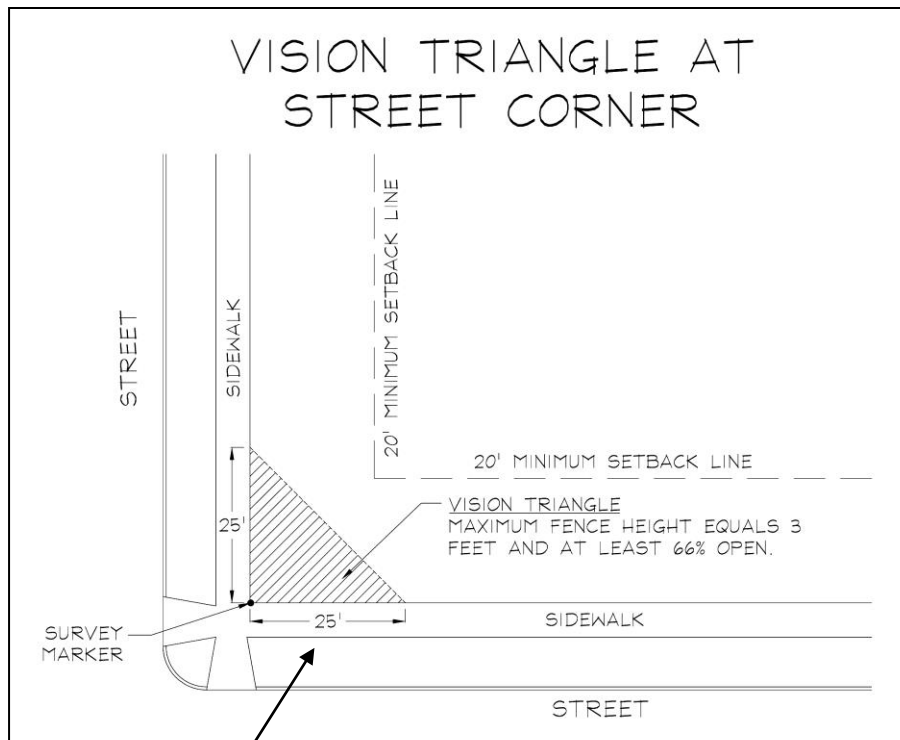 VISION TRIANGLE AT
STREET CORNER
STREET
SIDEWALK
20' MINIMUM SETBACK LINE
20' MINIMUM SETBACK LINE
VISION TRIANGLE
MAXIMUM FENCE HEIGHT EQUALS 3
FEET AND AT LEAST 66% OPEN.
25'
25'
SIDEWALK
SURVEY
MARKER
STREET